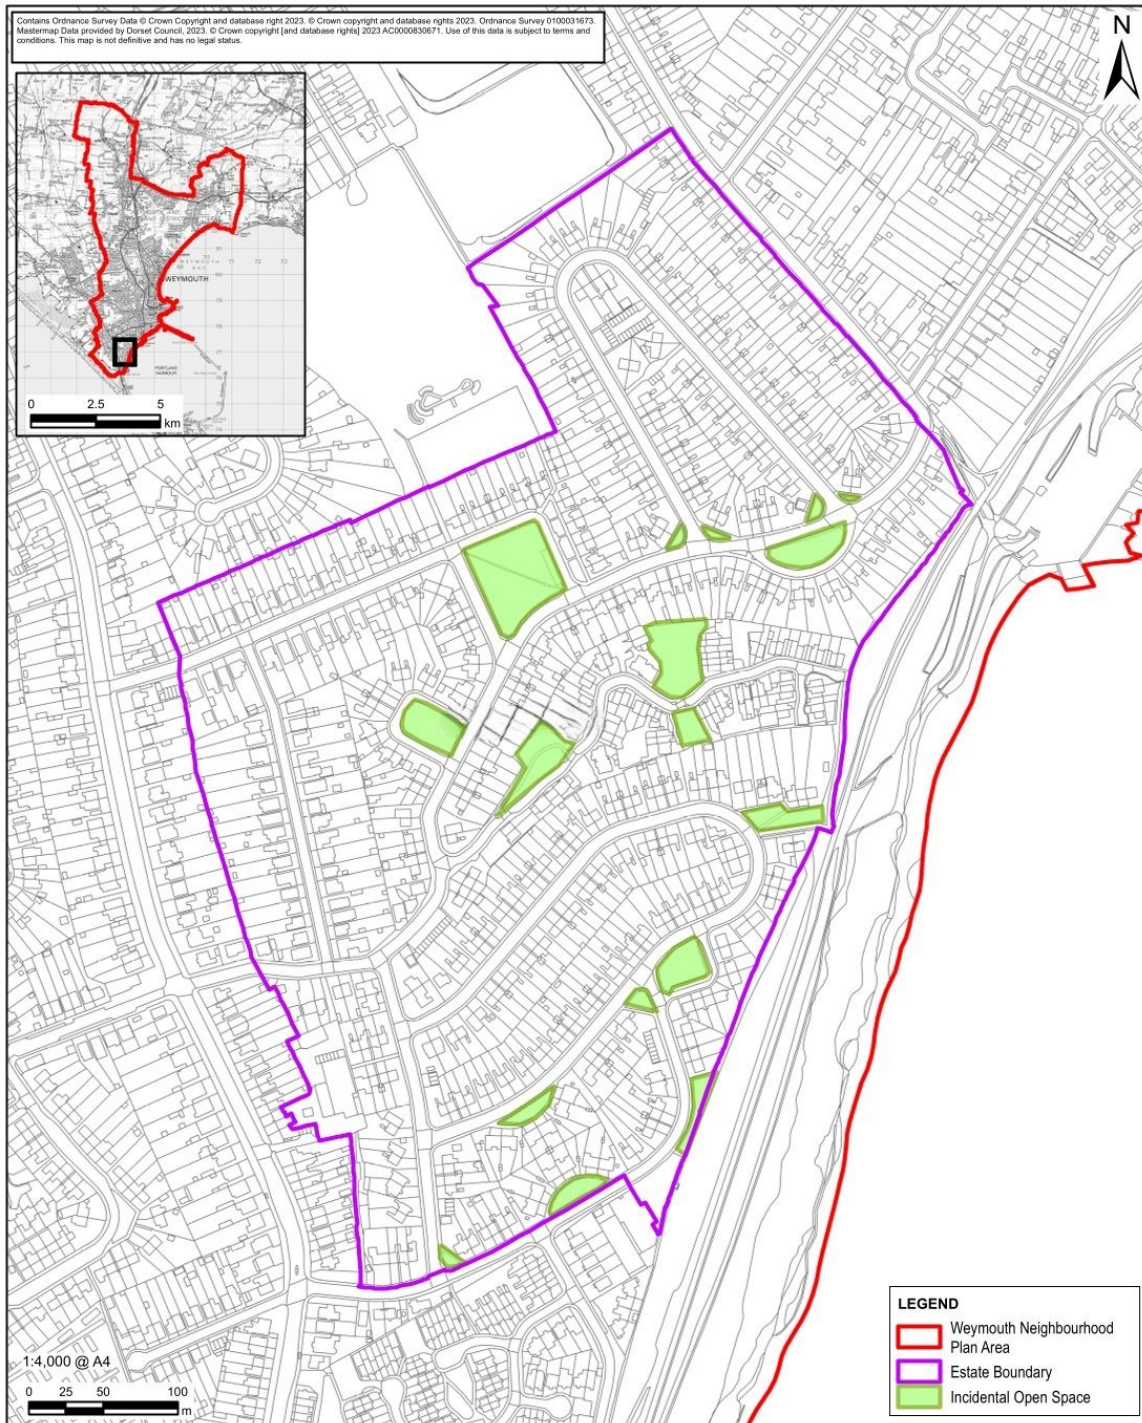 Contains Ordnance Survey Data © Crown Copyright and database right 2023. © Crown copyright and database rights 2023. Ordnance Survey 0100031673.
Mastermap Data provided by Dorset Council, 2023. © Crown copyright [and database rights] 2023 AC0000830671. Use of this data is subject to terms and
conditions. This map is not definitive and has no legal status.
N
WEYMOUTH
PORTLAND
HARBOUR
0 2.5 5
km
LEGEND
Weymouth Neighbourhood
Plan Area
Estate Boundary
Incidental Open Space
1:4,000 @ A4
0 25 50 100
m